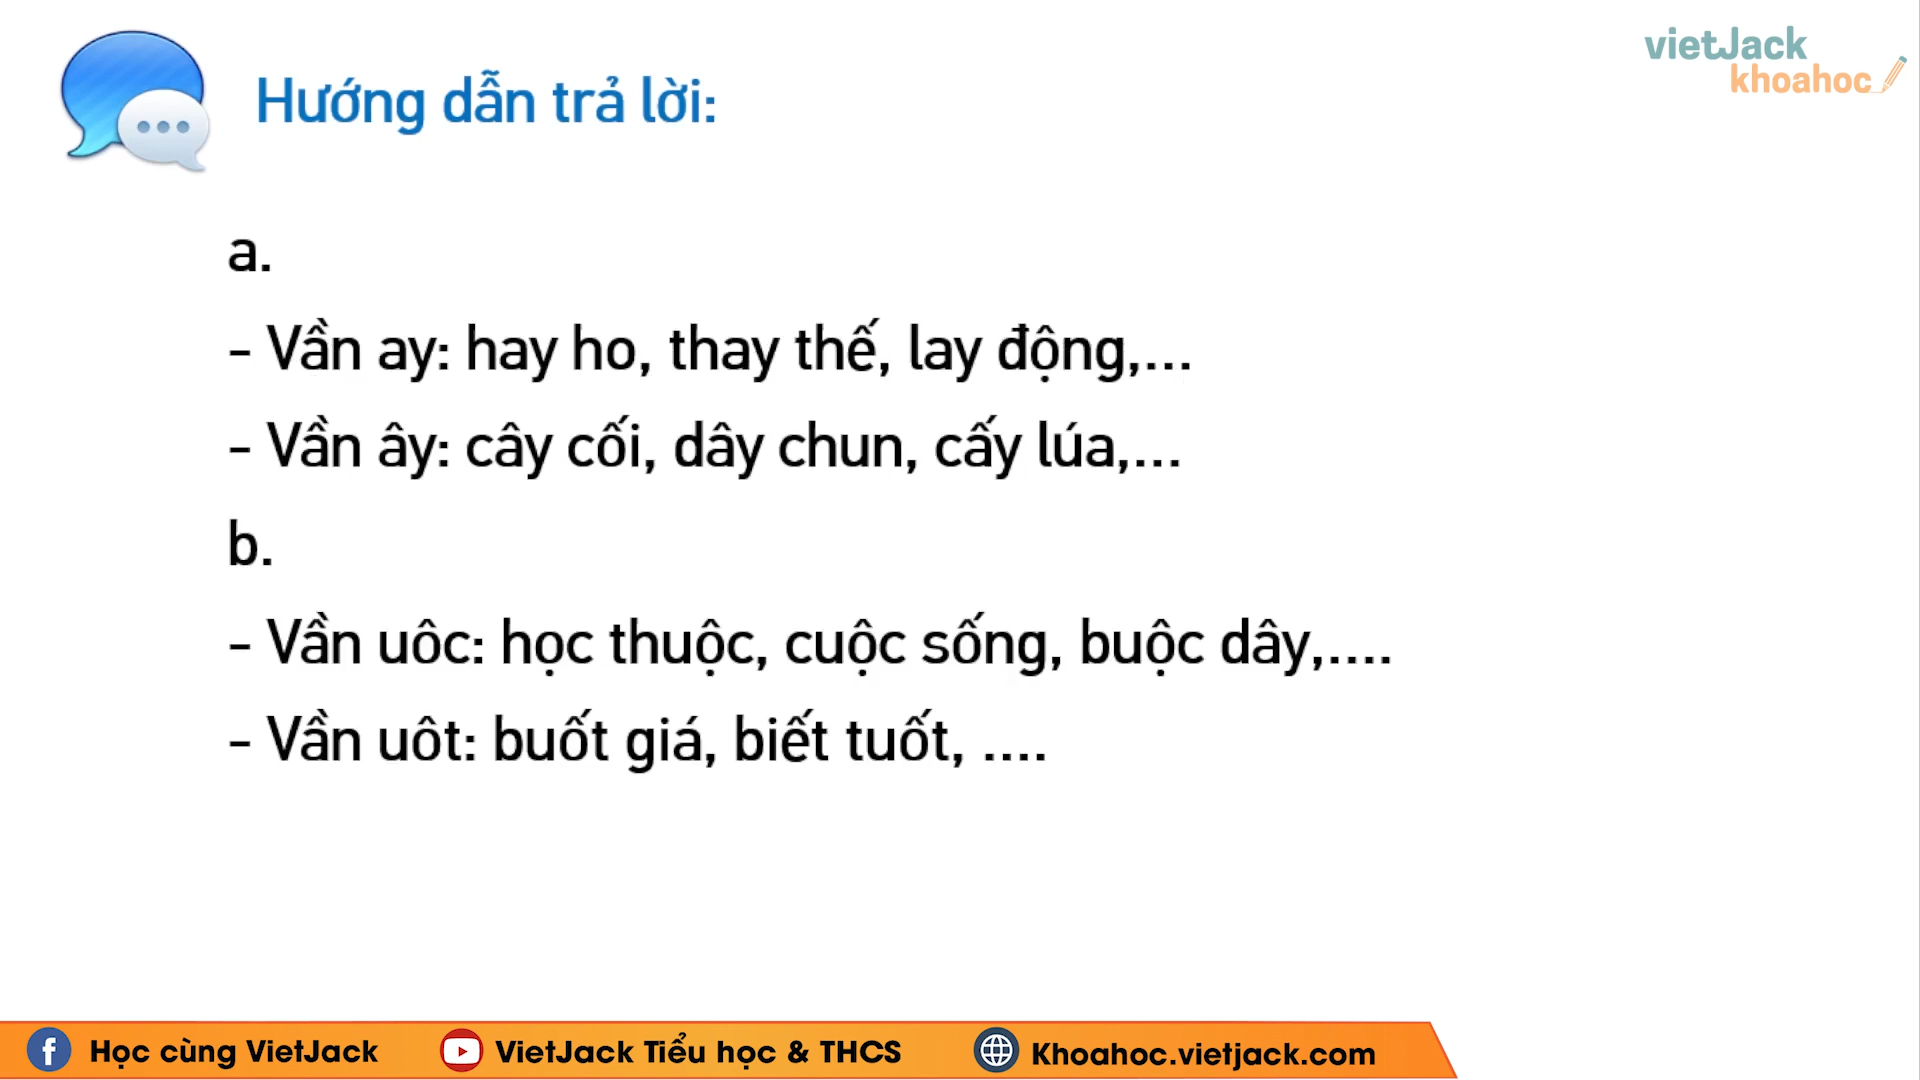 vietJack
khoahoc
Hướng dẫn trả lời:
a.
- Vần ay: hay ho, thay thế, lay động,...
- Vần ây: cây cối, dây chun, cấy lúa,...
b.
- Vần uôc: học thuộc, cuộc sống, buộc dây,....
- Vần uôt: buốt giá, biết tuốt, ....
Học cùng VietJack
VietJack Tiểu học & THCS
Khoahoc.vietjack.com